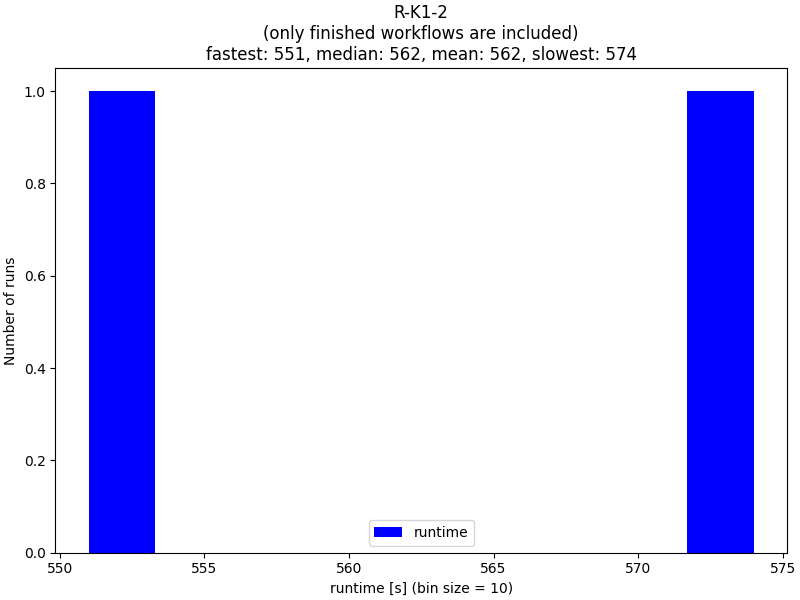 R-K1-2
(only finished workflows are included)
fastest: 551, median: 562, mean: 562, slowest: 574
1.0
0.8
0.6
0.4
0.2
0.0
Number of runs
runtime
550 555 560 565 570 575
runtime [s] (bin size = 10)